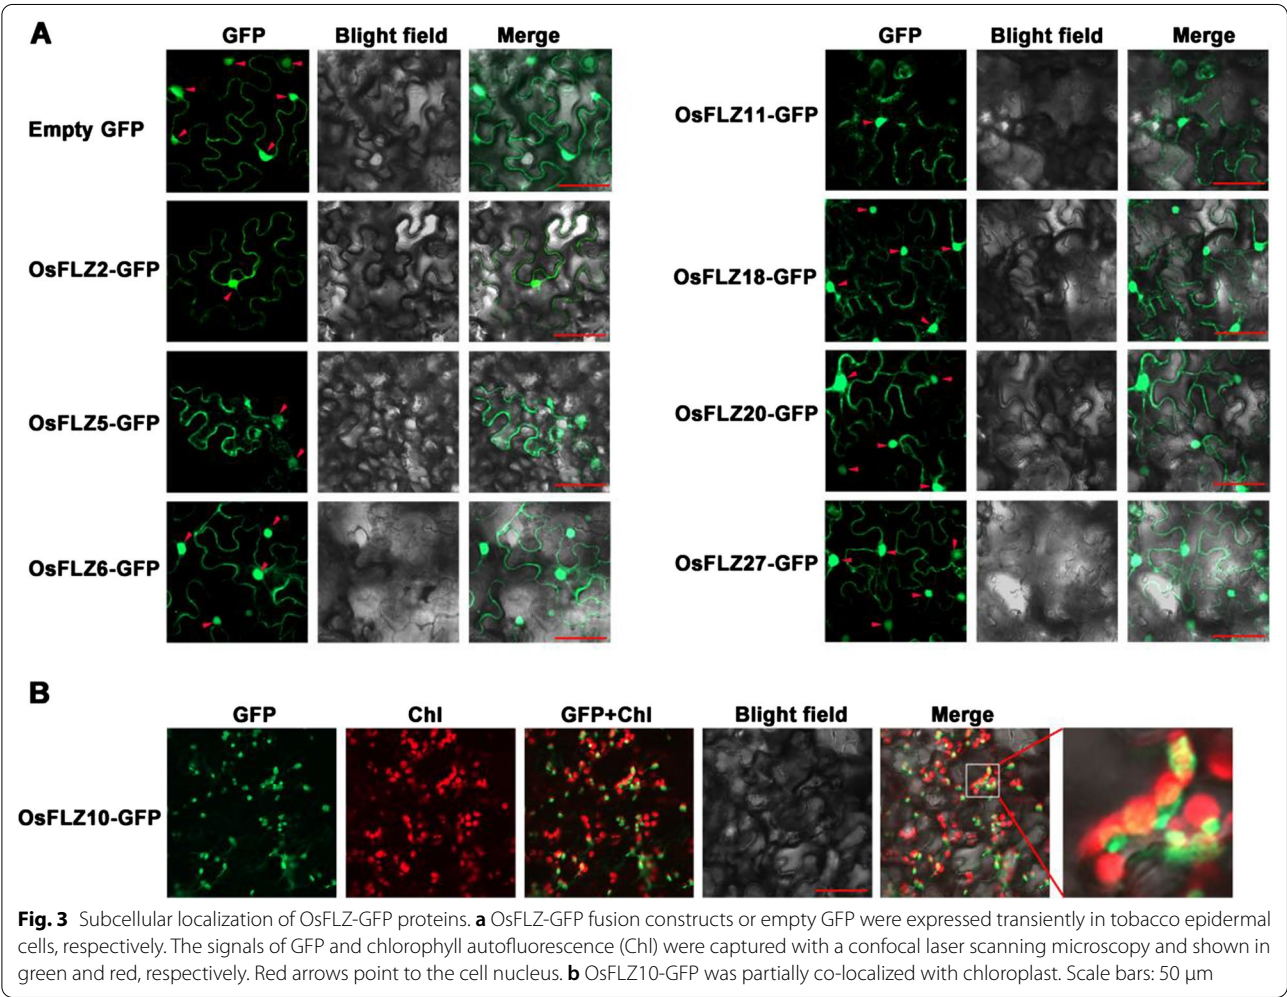 A
GFP Blight field Merge
GFP Blight field Merge
Empty GFP
OsFLZ2-GFP
OsFLZ5-GFP
OsFLZ6-GFP
OsFLZ11-GFP
OsFLZ18-GFP
OsFLZ20-GFP
OsFLZ27-GFP
B
GFP Chl GFP+Chl Blight field Merge
OsFLZ10-GFP
Fig. 3 Subcellular localization of OsFLZ-GFP proteins. a OsFLZ-GFP fusion constructs or empty GFP were expressed transiently in tobacco epidermal
cells, respectively. The signals of GFP and chlorophyll autofluorescence (Chl) were captured with a confocal laser scanning microscopy and shown in
green and red, respectively. Red arrows point to the cell nucleus. b OsFLZ10-GFP was partially co-localized with chloroplast. Scale bars: 50 μm